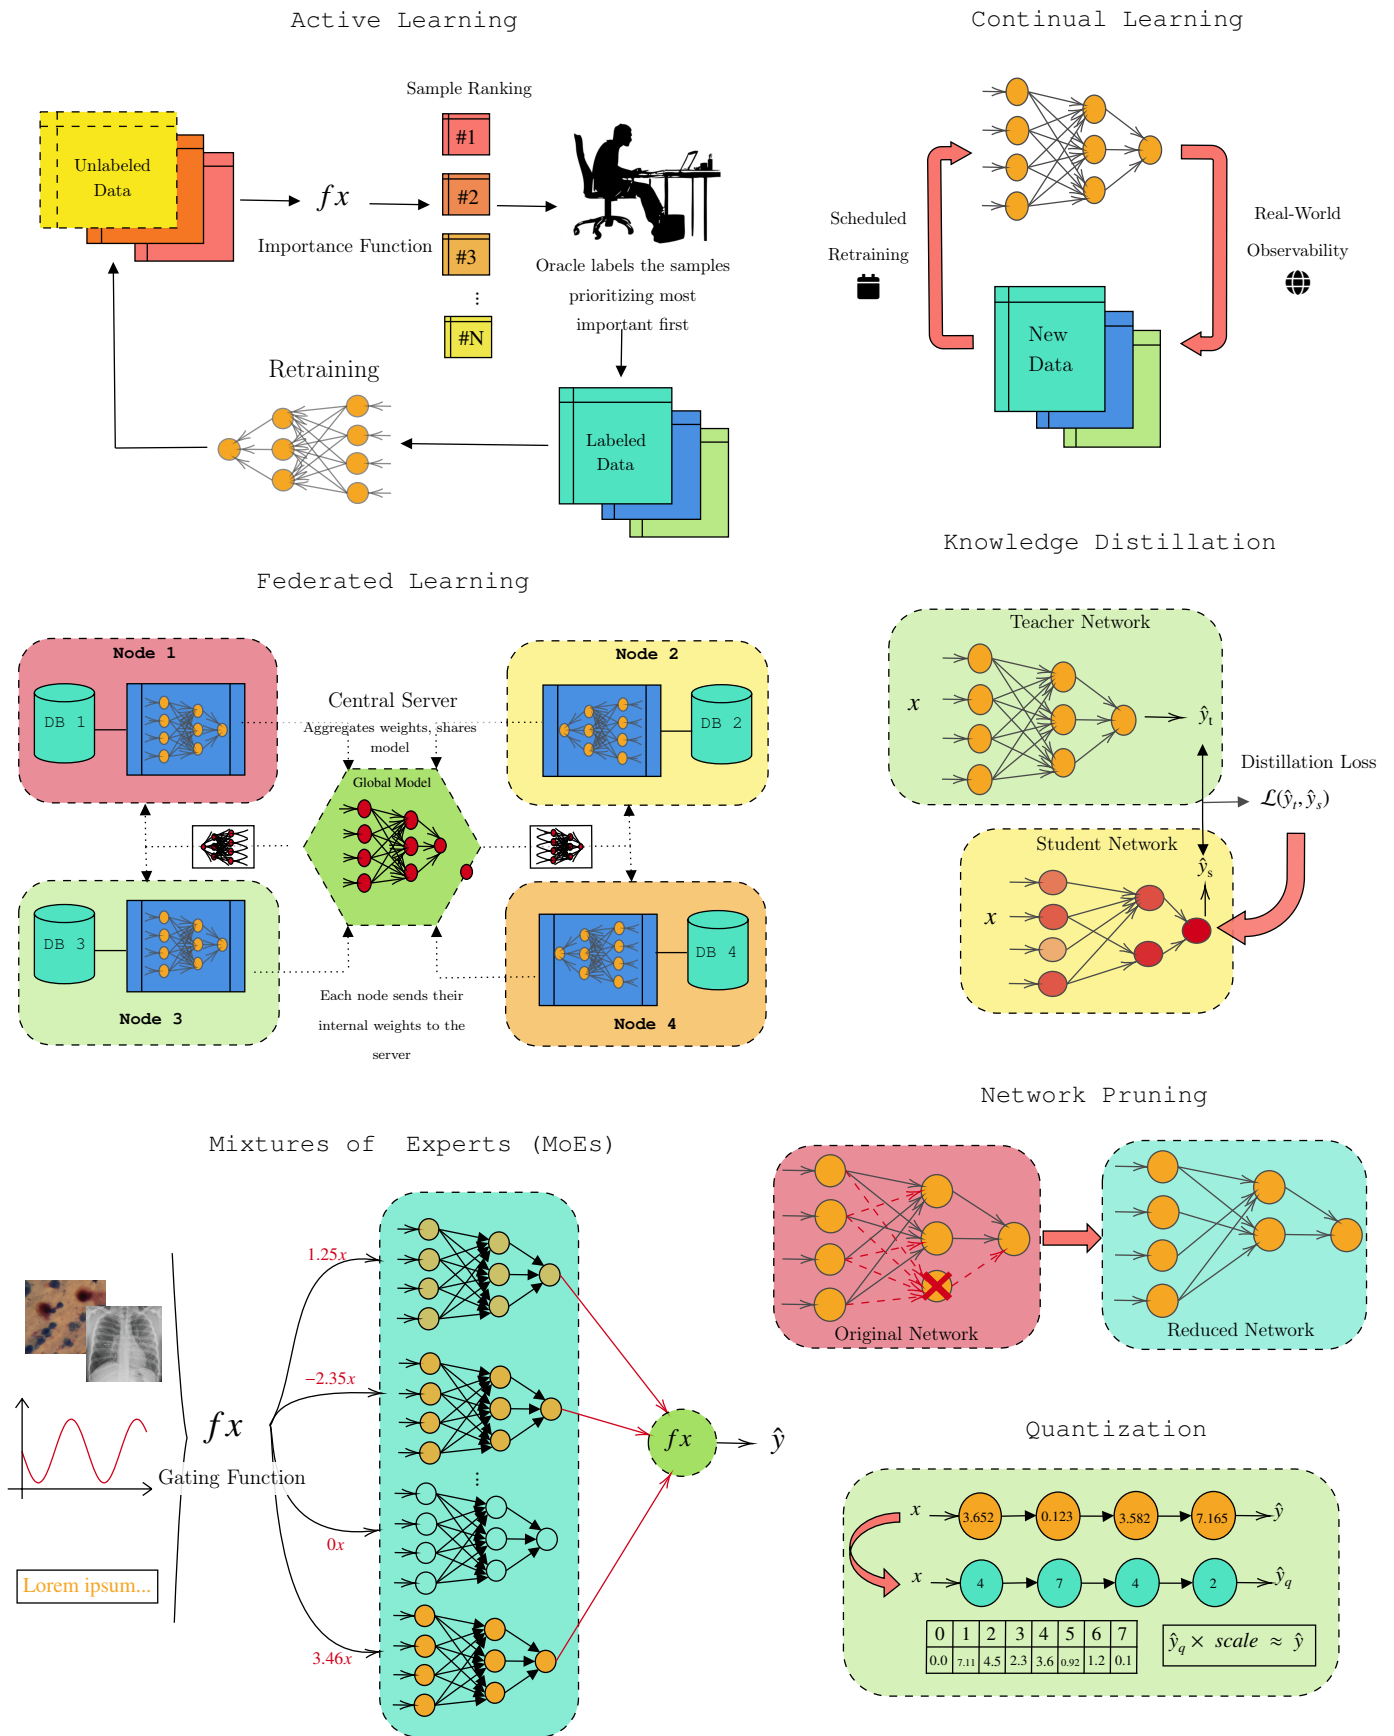 Active Learning
Sample Ranking
Unlabeled
Data
fx
Importance Function
#1
#2
#3
...
#N
Oracle labels the samples
prioritizing most
important first
Retraining
Labeled
Data
Continual Learning
Scheduled
Retraining
Real-World
Observability
New
Data
Federated Learning
Node 1
DB 1
Node 2
DB 2
Central Server
Aggregates weights, shares
model
Global Model
DB 3
Node 3
DB 4
Node 4
Each node sends their
internal weights to the
server
Knowledge Distillation
Teacher Network
x
ŷt
Distillation Loss
ℒ(ŷt, ŷs)
Student Network
ŷs
x
Mixtures of Experts (MoEs)
Lorem ipsum...
fx
Gating Function
1.25x
−2.35x
...
0x
3.46x
fx
ŷ
Network Pruning
Original Network
Reduced Network
Quantization
x 3.652 0.123 3.582 7.165 ŷ
x 4 7 4 2 ŷq
0 1 2 3 4 5 6 7
0.0 7.11 4.5 2.3 3.6 0.92 1.2 0.1
ŷq × scale ≈ ŷ